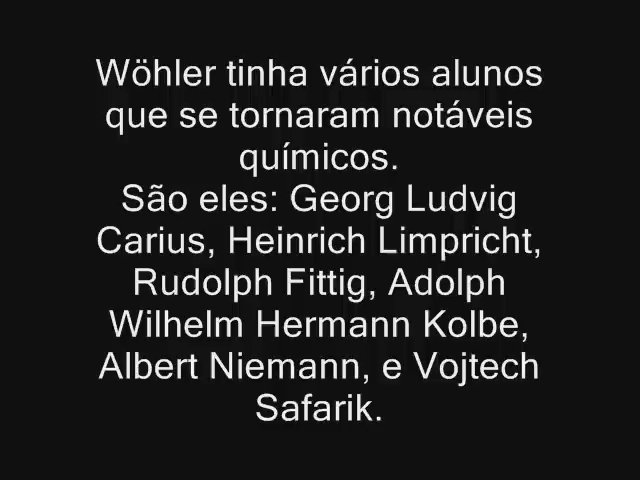 Wöhler tinha vários alunos
que se tornaram notáveis
químicos.
São eles: Georg Ludvig
Carius, Heinrich Limpricht,
Rudolph Fittig, Adolph
Wilhelm Hermann Kolbe,
Albert Niemann, e Vojtech
Safarik.